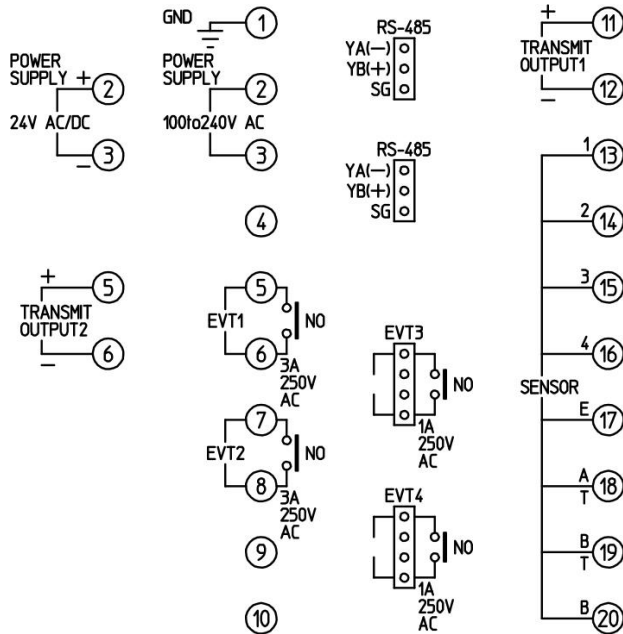 GND
1
POWER
SUPPLY +
2
24V AC/DC
−
3
POWER
SUPPLY
2
100to240V AC
3
4
RS-485
YA(−)
YB(+)
SG
RS-485
YA(−)
YB(+)
SG
+
11
TRANSMIT
OUTPUT1
−
12
+
5
TRANSMIT
OUTPUT2
−
6
5
EVT1
NO
6
3A
250V
AC
7
EVT2
NO
8
3A
250V
AC
9
10
EVT3
NO
1A
250V
AC
EVT4
NO
1A
250V
AC
1
13
2
14
3
15
4
16
SENSOR
E
17
A
18
T
B
19
T
B
20